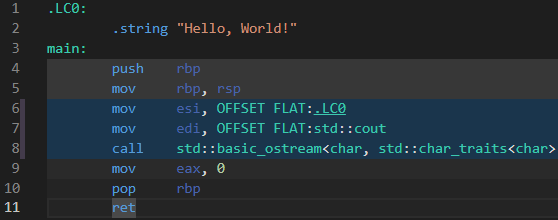 1 .LC0:
2 .string "Hello, World!"
3 main:
4 push rbp
5 mov rbp, rsp
6 mov esi, OFFSET FLAT:.LC0
7 mov edi, OFFSET FLAT:std::cout
8 call std::basic_ostream<char, std::char_traits<char>
9 mov eax, 0
10 pop rbp
11 ret